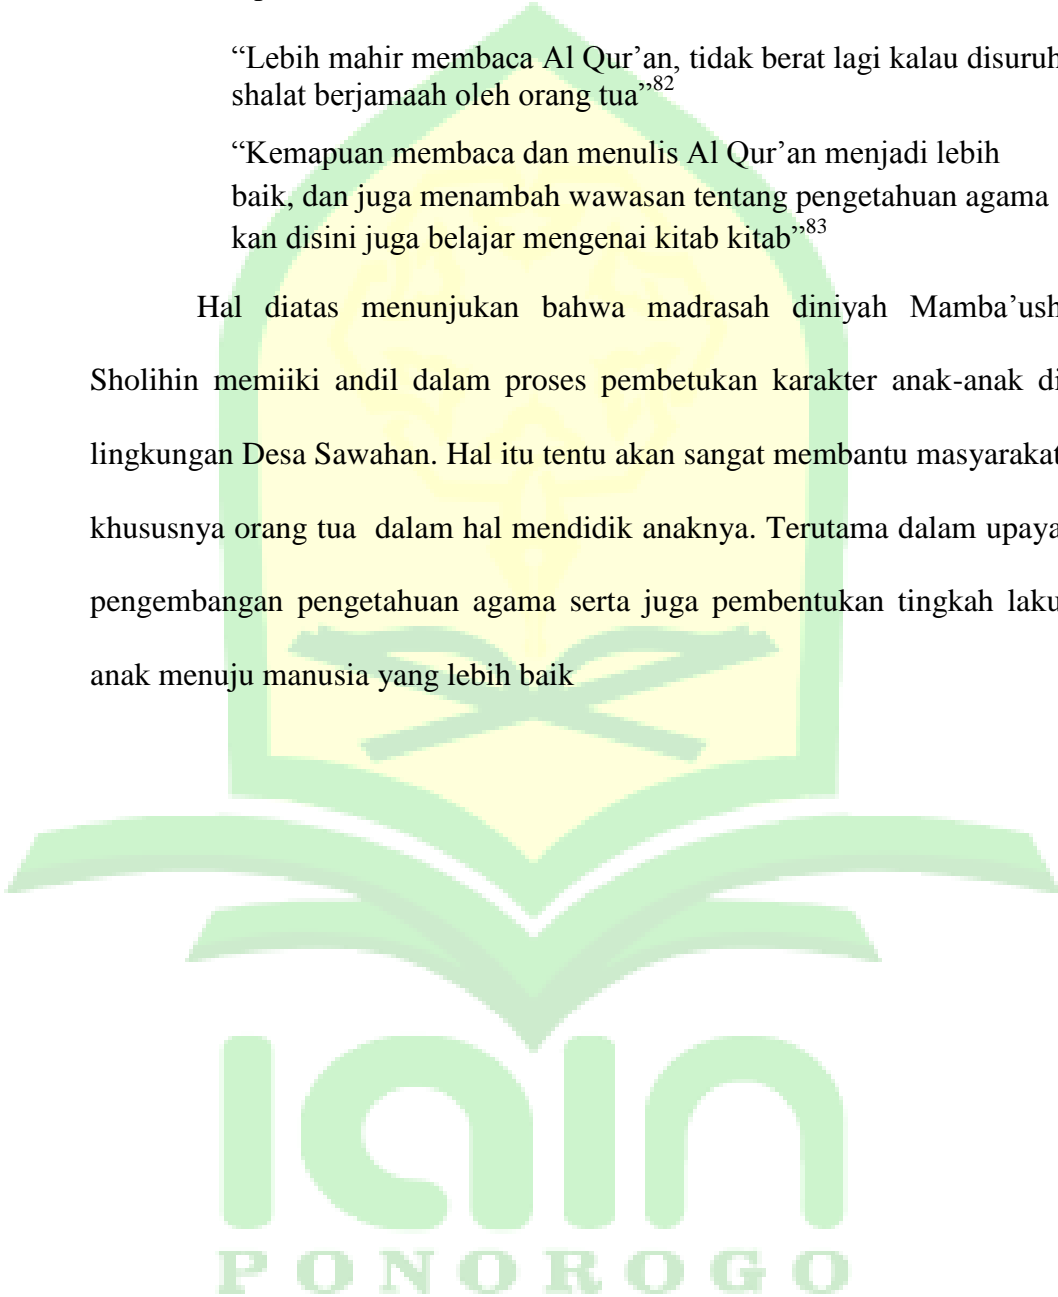 “Lebih mahir membaca Al Qur’an, tidak berat lagi kalau disuruh
shalat berjamaah oleh orang tua”82
“Kemapuan membaca dan menulis Al Qur’an menjadi lebih
baik, dan juga menambah wawasan tentang pengetahuan agama
kan disini juga belajar mengenai kitab kitab”83
Hal diatas menunjukan bahwa madrasah diniyah Mamba’ush
Sholihin memiiki andil dalam proses pembetukan karakter anak-anak di
lingkungan Desa Sawahan. Hal itu tentu akan sangat membantu masyarakat
khususnya orang tua dalam hal mendidik anaknya. Terutama dalam upaya
pengembangan pengetahuan agama serta juga pembentukan tingkah laku
anak menuju manusia yang lebih baik
iain
PONOROGO